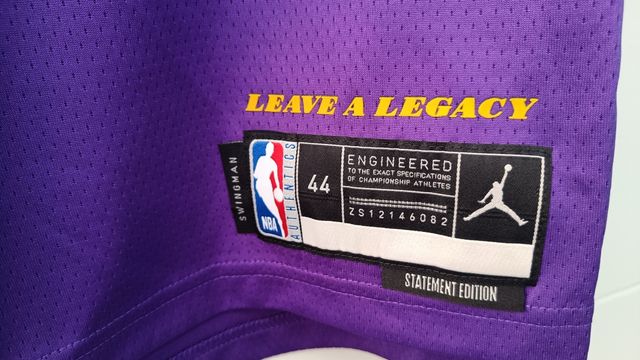 LEAVE A LEGACY
SWINGMAN
NBA
AUTHENTICS
44
ENGINEERED
TO THE EXACT SPECIFICATIONS
OF CHAMPIONSHIP ATHLETES
ZS12146082
STATEMENT EDITION